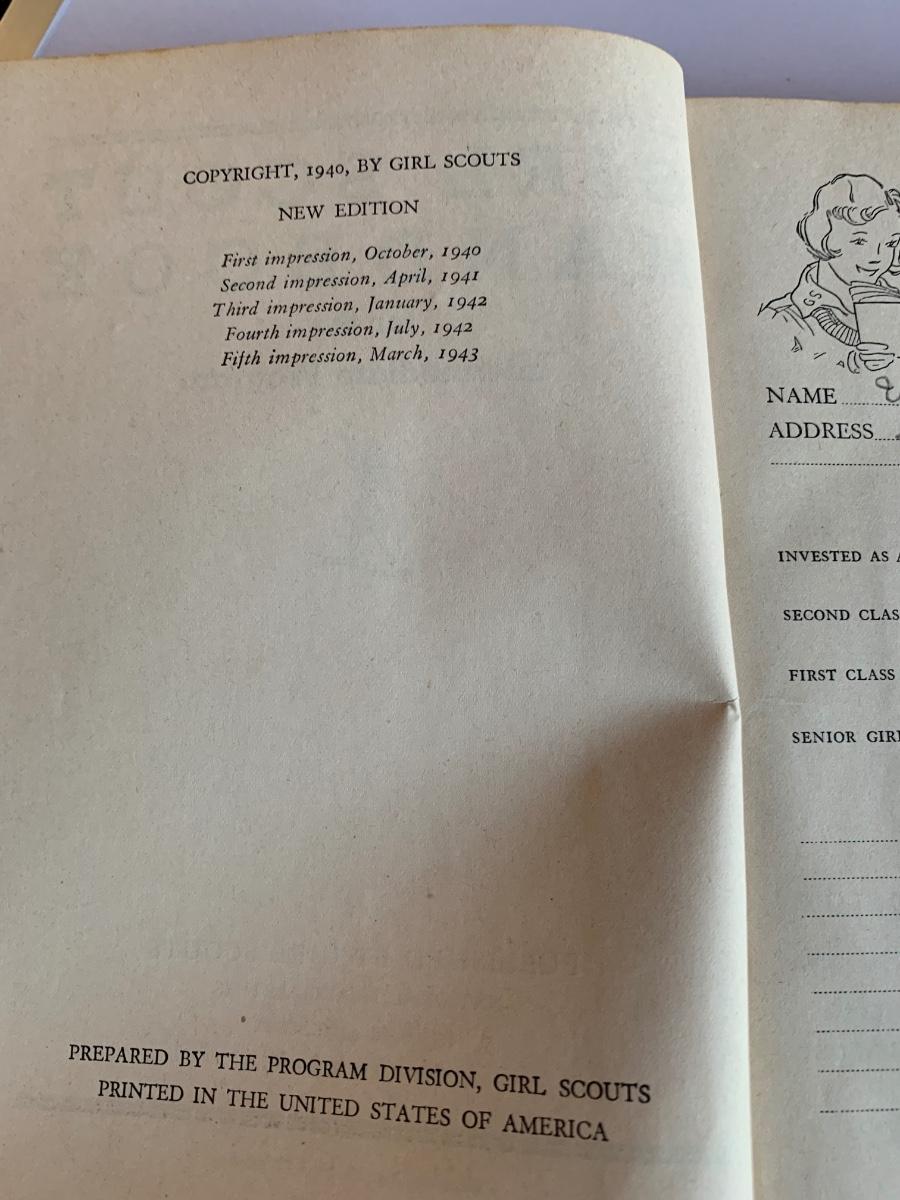 COPYRIGHT, 1940, BY GIRL SCOUTS
NEW EDITION
First impression, October, 1940
Second impression, April, 1941
Third impression, January, 1942
Fourth impression, July, 1942
Fifth impression, March, 1943
PREPARED BY THE PROGRAM DIVISION, GIRL SCOUTS
PRINTED IN THE UNITED STATES OF AMERICA
GS
NAME
ADDRESS
INVESTED AS
SECOND CLAS
FIRST CLASS
SENIOR GIR